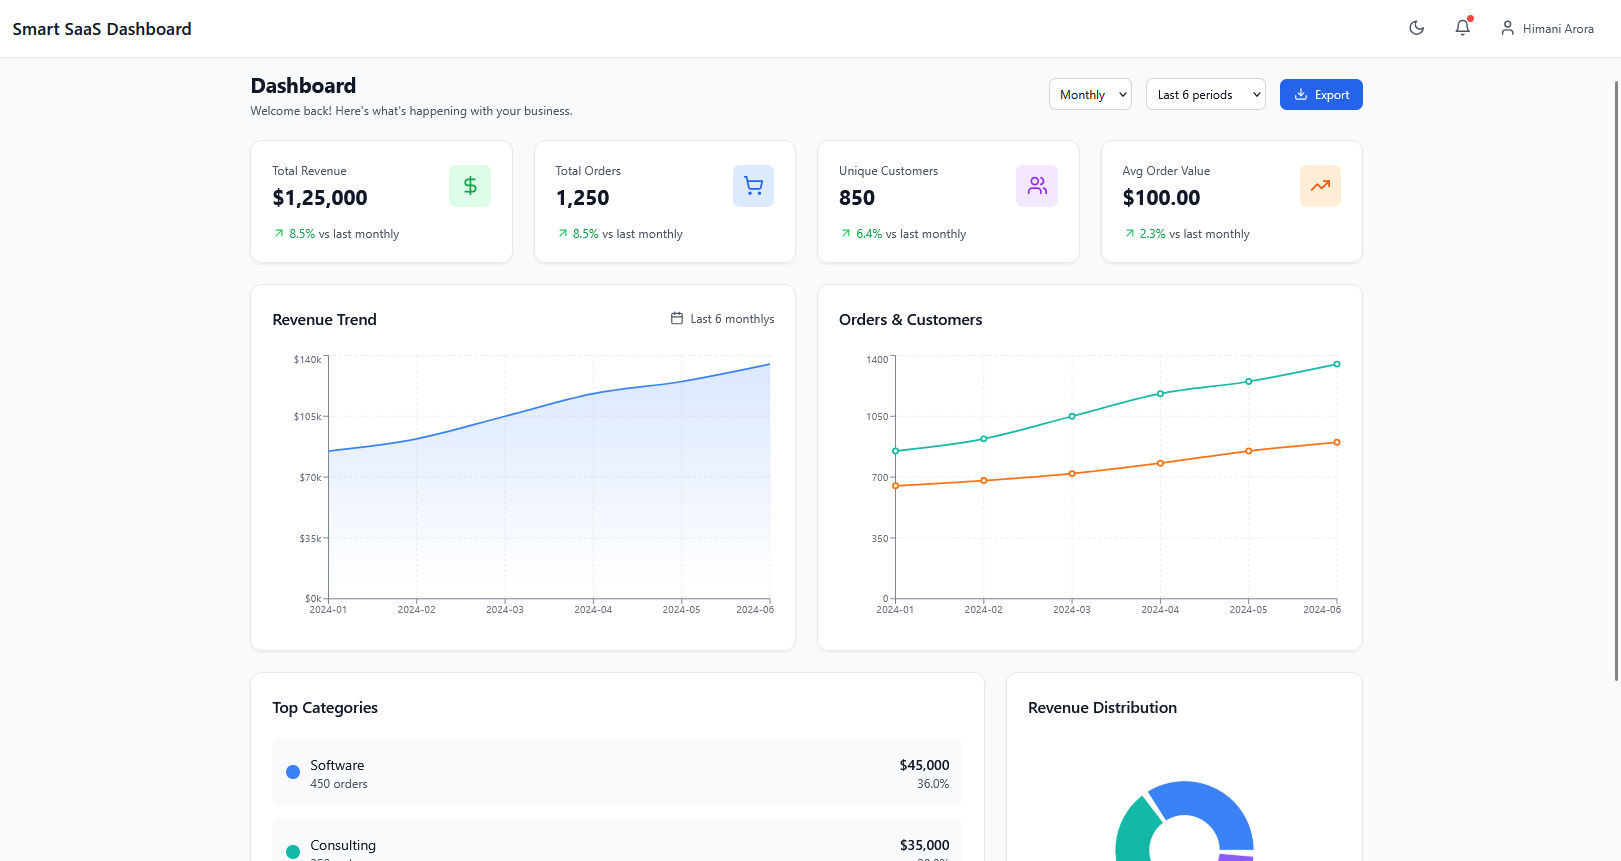 Smart SaaS Dashboard
Himani Arora
Dashboard
Welcome back! Here's what's happening with your business.
Monthly
Last 6 periods
Export
Total Revenue
$1,25,000
8.5% vs last monthly
Total Orders
1,250
8.5% vs last monthly
Unique Customers
850
6.4% vs last monthly
Avg Order Value
$100.00
2.3% vs last monthly
Revenue Trend
Last 6 monthlys
$140k
$105k
$70k
$35k
$0k
2024-01 2024-02 2024-03 2024-04 2024-05 2024-06
Orders & Customers
1400
1050
700
350
0
2024-01 2024-02 2024-03 2024-04 2024-05 2024-06
Top Categories
Software
450 orders
$45,000
36.0%
Consulting
$35,000
Revenue Distribution